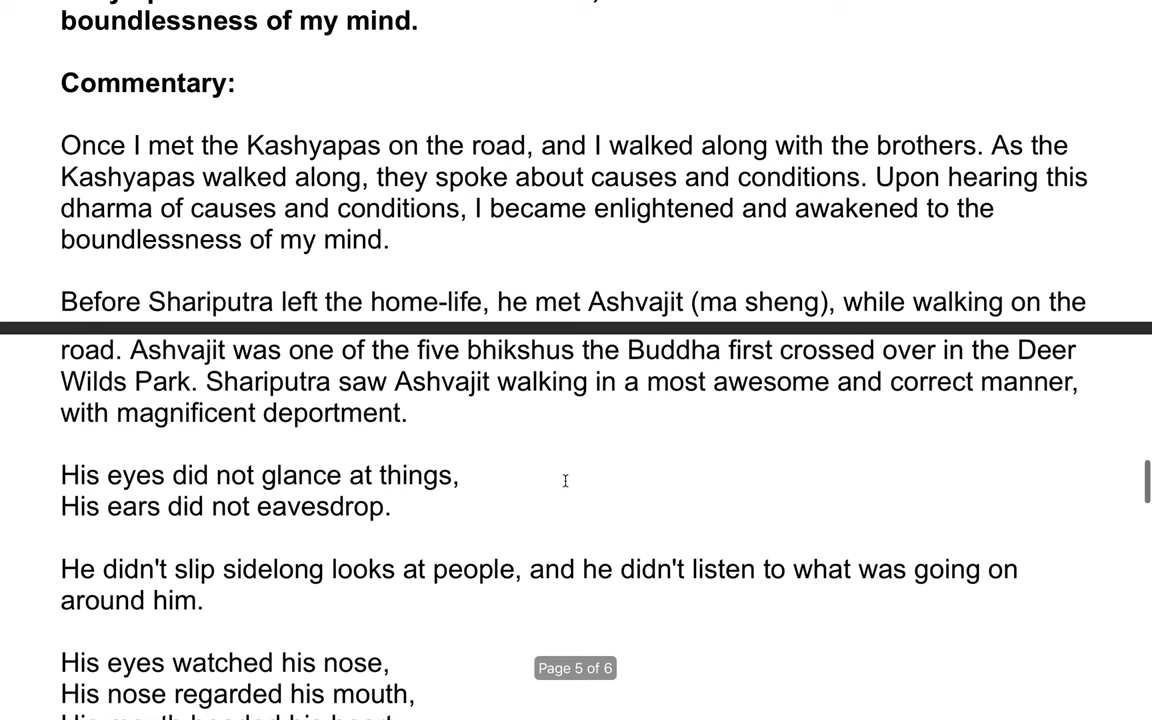 boundlessness of my mind.
Commentary:
Once I met the Kashyapas on the road, and I walked along with the brothers. As the
Kashyapas walked along, they spoke about causes and conditions. Upon hearing this
dharma of causes and conditions, I became enlightened and awakened to the
boundlessness of my mind.
Before Shariputra left the home-life, he met Ashvajit (ma sheng), while walking on the
road. Ashvajit was one of the five bhikshus the Buddha first crossed over in the Deer
Wilds Park. Shariputra saw Ashvajit walking in a most awesome and correct manner,
with magnificent deportment.
His eyes did not glance at things,
His ears did not eavesdrop.
He didn't slip sidelong looks at people, and he didn't listen to what was going on
around him.
His eyes watched his nose,
Page 5 of 6
His nose regarded his mouth,